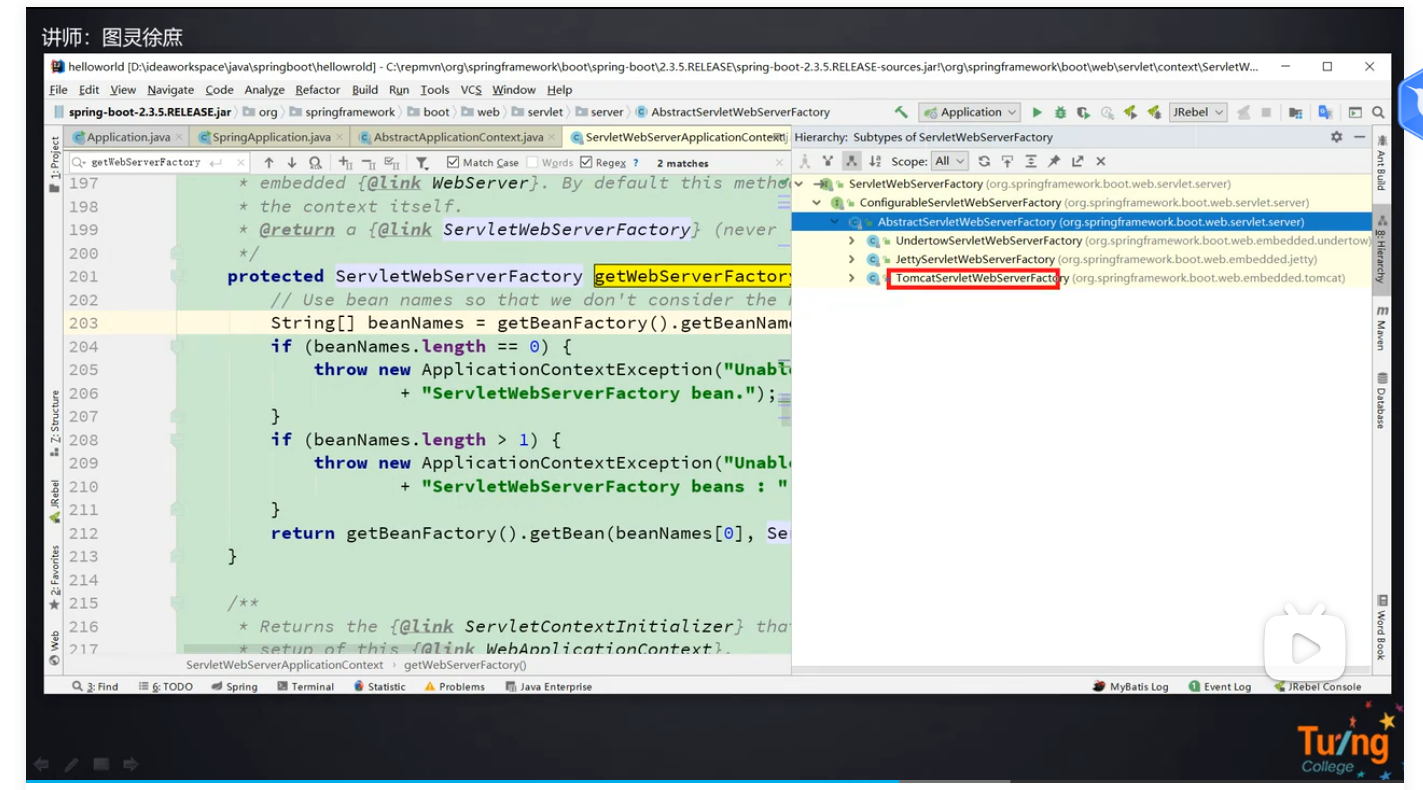 讲师：图灵徐庶
helloworld [D:\ideaworkspace\java\springboot\hellowrold] - C:\repmvn\org\springframework\boot\spring-boot\2.3.5.RELEASE\spring-boot-2.3.5.RELEASE-sources.jar!\org\springframework\boot\web\servlet\context\ServletW...
File Edit View Navigate Code Analyze Refactor Build Run Tools VCS Window Help
spring-boot-2.3.5.RELEASE.jar org springframework boot web servlet server AbstractServletWebServerFactory Application JRebel
Application.java SpringApplication.java AbstractApplicationContext.java ServletWebServerApplicationContext Hierarchy: Subtypes of ServletWebServerFactory
getWebServerFactory Match Case Words Regex ? 2 matches Scope: All
197 * embedded {@link WebServer}. By default this metho
198 * the context itself.
199 * @return a {@link ServletWebServerFactory} (never
200 */
201 protected ServletWebServerFactory getWebServerFactory
202 // Use bean names so that we don't consider the
203 String[] beanNames = getBeanFactory().getBeanNam
204 if (beanNames.length == 0) {
205 throw new ApplicationContextException("Unabl
206 + "ServletWebServerFactory bean.");
207 }
208 if (beanNames.length > 1) {
209 throw new ApplicationContextException("Unabl
210 + "ServletWebServerFactory beans : "
211 }
212 return getBeanFactory().getBean(beanNames[0], Se
213 }
214
215 /**
216 * Returns the {@link ServletContextInitializer} tha
217 * setup of this {@link WebApplicationContext}.
ServletWebServerApplicationContext › getWebServerFactory()
ServletWebServerFactory (org.springframework.boot.web.servlet.server)
ConfigurableServletWebServerFactory (org.springframework.boot.web.servlet.server)
AbstractServletWebServerFactory (org.springframework.boot.web.servlet.server)
UndertowServletWebServerFactory (org.springframework.boot.web.embedded.undertow)
JettyServletWebServerFactory (org.springframework.boot.web.embedded.jetty)
TomcatServletWebServerFactory (org.springframework.boot.web.embedded.tomcat)
1: Project
Z: Structure
JRebel
2: Favorites
Web
Ant Build
8: Hierarchy
Maven
Database
Word Book
3: Find 6: TODO Spring Terminal Statistic Problems Java Enterprise MyBatis Log 1 Event Log JRebel Console
Tuling
College